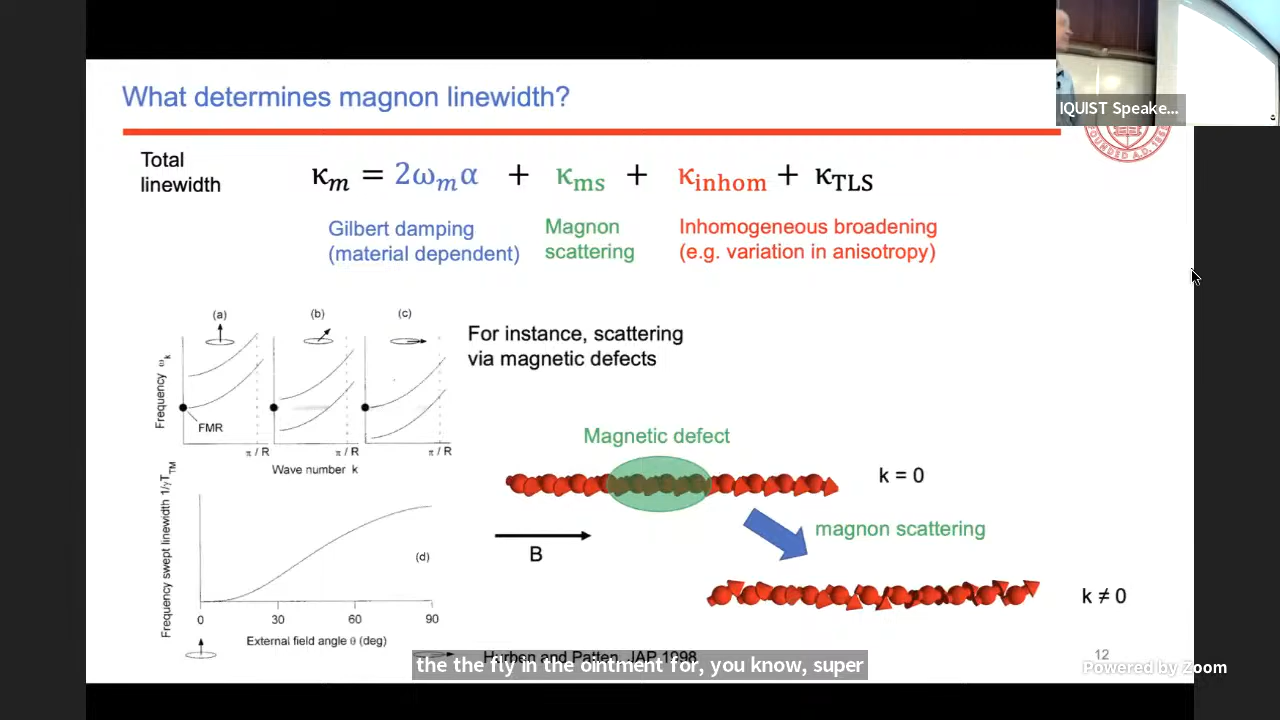 IQUIST Speake...
What determines magnon linewidth?
FOUNDED A.D.
Total
linewidth
κm = 2ωmα + κms + κinhom + κTLS
Gilbert damping
(material dependent)
Magnon
scattering
Inhomogeneous broadening
(e.g. variation in anisotropy)
(a)
(b)
(c)
Frequency ωk
FMR
π / R
π / R
π / R
Wave number k
For instance, scattering
via magnetic defects
Magnetic defect
k = 0
B
magnon scattering
k ≠ 0
Frequency swept linewidth 1/γTTM
(d)
0
30
60
90
External field angle θ (deg)
Hurben and Patten, JAP 1998
the the fly in the ointment for, you know, super
12
Powered by Zoom